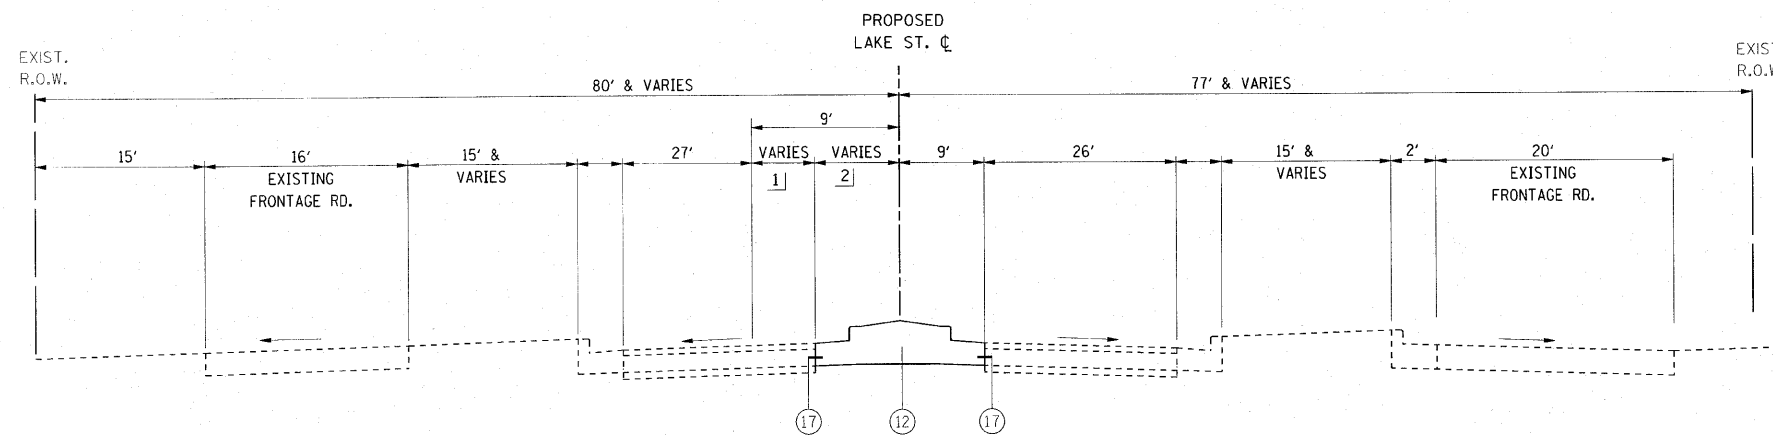 PROPOSED
LAKE ST. ℄
EXIST.
R.O.W.
EXIS
R.O.
80' & VARIES
77' & VARIES
9'
15'
16'
15' &
27'
VARIES
VARIES
9'
26'
15' &
2'
20'
EXISTING
FRONTAGE RD.
VARIES
1
2
VARIES
EXISTING
FRONTAGE RD.
17
12
17